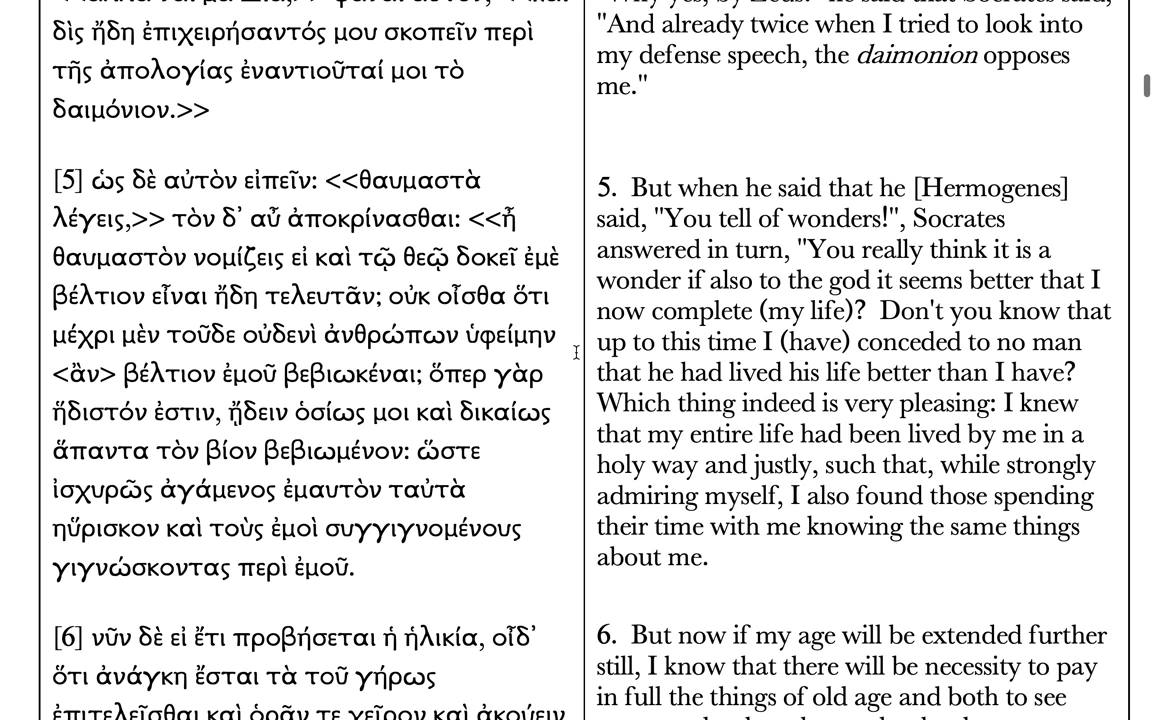 δὶς ἤδη ἐπιχειρήσαντός μου σκοπεῖν περὶ
τῆς ἀπολογίας ἐναντιοῦταί μοι τὸ
δαιμόνιον.>>
[5] ὡς δὲ αὐτὸν εἰπεῖν: <<θαυμαστὰ
λέγεις,>> τὸν δ᾽ αὖ ἀποκρίνασθαι: <<ἦ
θαυμαστὸν νομίζεις εἰ καὶ τῷ θεῷ δοκεῖ ἐμὲ
βέλτιον εἶναι ἤδη τελευτᾶν; οὐκ οἶσθα ὅτι
μέχρι μὲν τοῦδε οὐδενὶ ἀνθρώπων ὑφείμην
<ἂν> βέλτιον ἐμοῦ βεβιωκέναι; ὅπερ γὰρ
ἥδιστόν ἐστιν, ᾔδειν ὁσίως μοι καὶ δικαίως
ἅπαντα τὸν βίον βεβιωμένον: ὥστε
ἰσχυρῶς ἀγάμενος ἐμαυτὸν ταὐτὰ
ηὕρισκον καὶ τοὺς ἐμοὶ συγγιγνομένους
γιγνώσκοντας περὶ ἐμοῦ.
[6] νῦν δὲ εἰ ἔτι προβήσεται ἡ ἡλικία, οἶδ᾽
ὅτι ἀνάγκη ἔσται τὰ τοῦ γήρως
ἐπιτελεῖσθαι καὶ ὁρᾶν τε χεῖρον καὶ ἀκούειν
"Why yes, by Zeus!" he said that Socrates said,
"And already twice when I tried to look into
my defense speech, the daimonion opposes
me."
5. But when he said that he [Hermogenes]
said, "You tell of wonders!", Socrates
answered in turn, "You really think it is a
wonder if also to the god it seems better that I
now complete (my life)? Don't you know that
up to this time I (have) conceded to no man
that he had lived his life better than I have?
Which thing indeed is very pleasing: I knew
that my entire life had been lived by me in a
holy way and justly, such that, while strongly
admiring myself, I also found those spending
their time with me knowing the same things
about me.
6. But now if my age will be extended further
still, I know that there will be necessity to pay
in full the things of old age and both to see